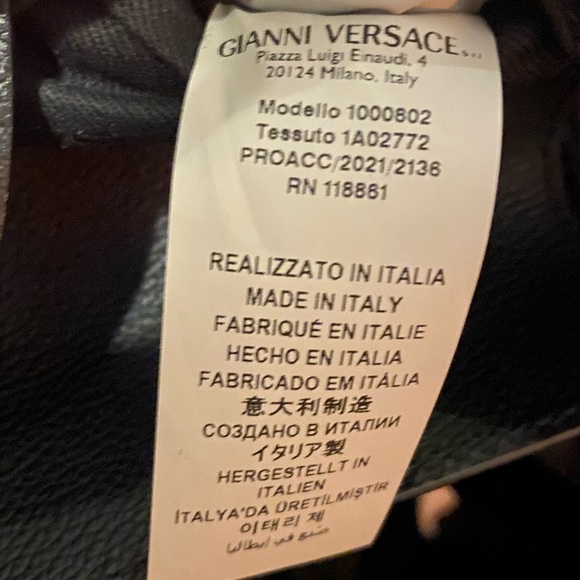 GIANNI VERSACE S.r.l.
Piazza Luigi Einaudi, 4
20124 Milano, Italy
Modello 1000802
Tessuto 1A02772
PROACC/2021/2136
RN 118861
REALIZZATO IN ITALIA
MADE IN ITALY
FABRIQUÉ EN ITALIE
HECHO EN ITALIA
FABRICADO EM ITÁLIA
意大利制造
СОЗДАНО В ИТАЛИИ
イタリア製
HERGESTELLT IN
ITALIEN
İTALYA'DA ÜRETİLMİŞTİR
이태리 제
صنع في إيطاليا